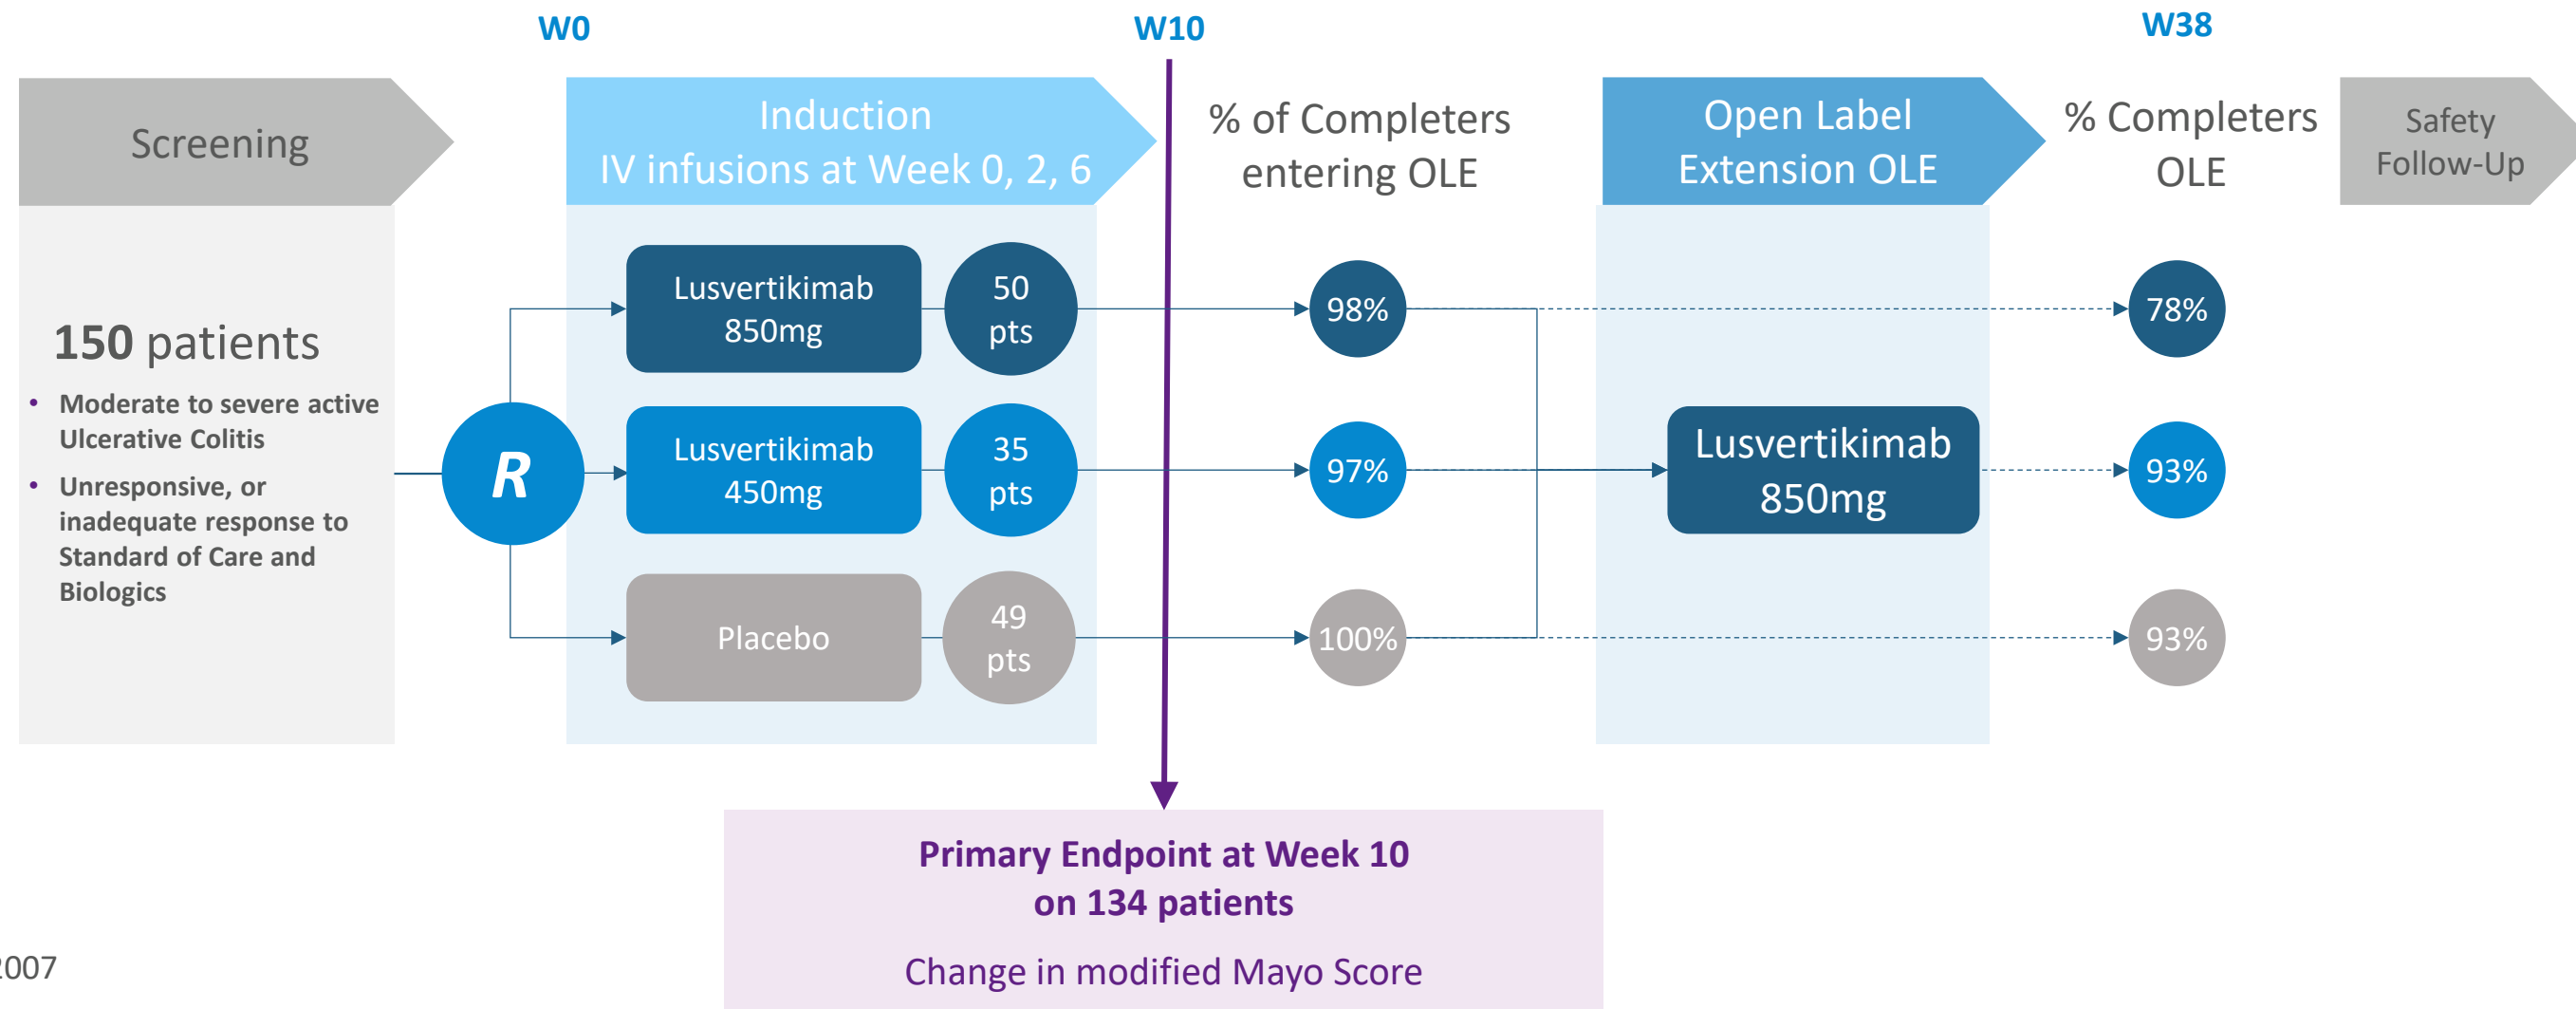 W0
W10
W38
Screening
Induction
IV infusions at Week 0, 2, 6
% of Completers
entering OLE
Open Label
Extension OLE
% Completers
OLE
Safety
Follow-Up
150 patients
• Moderate to severe active
Ulcerative Colitis
• Unresponsive, or
inadequate response to
Standard of Care and
Biologics
R
Lusvertikimab
850mg
50
pts
98%
78%
Lusvertikimab
450mg
35
pts
97%
Lusvertikimab
850mg
93%
Placebo
49
pts
100%
93%
Primary Endpoint at Week 10
on 134 patients
Change in modified Mayo Score
2007